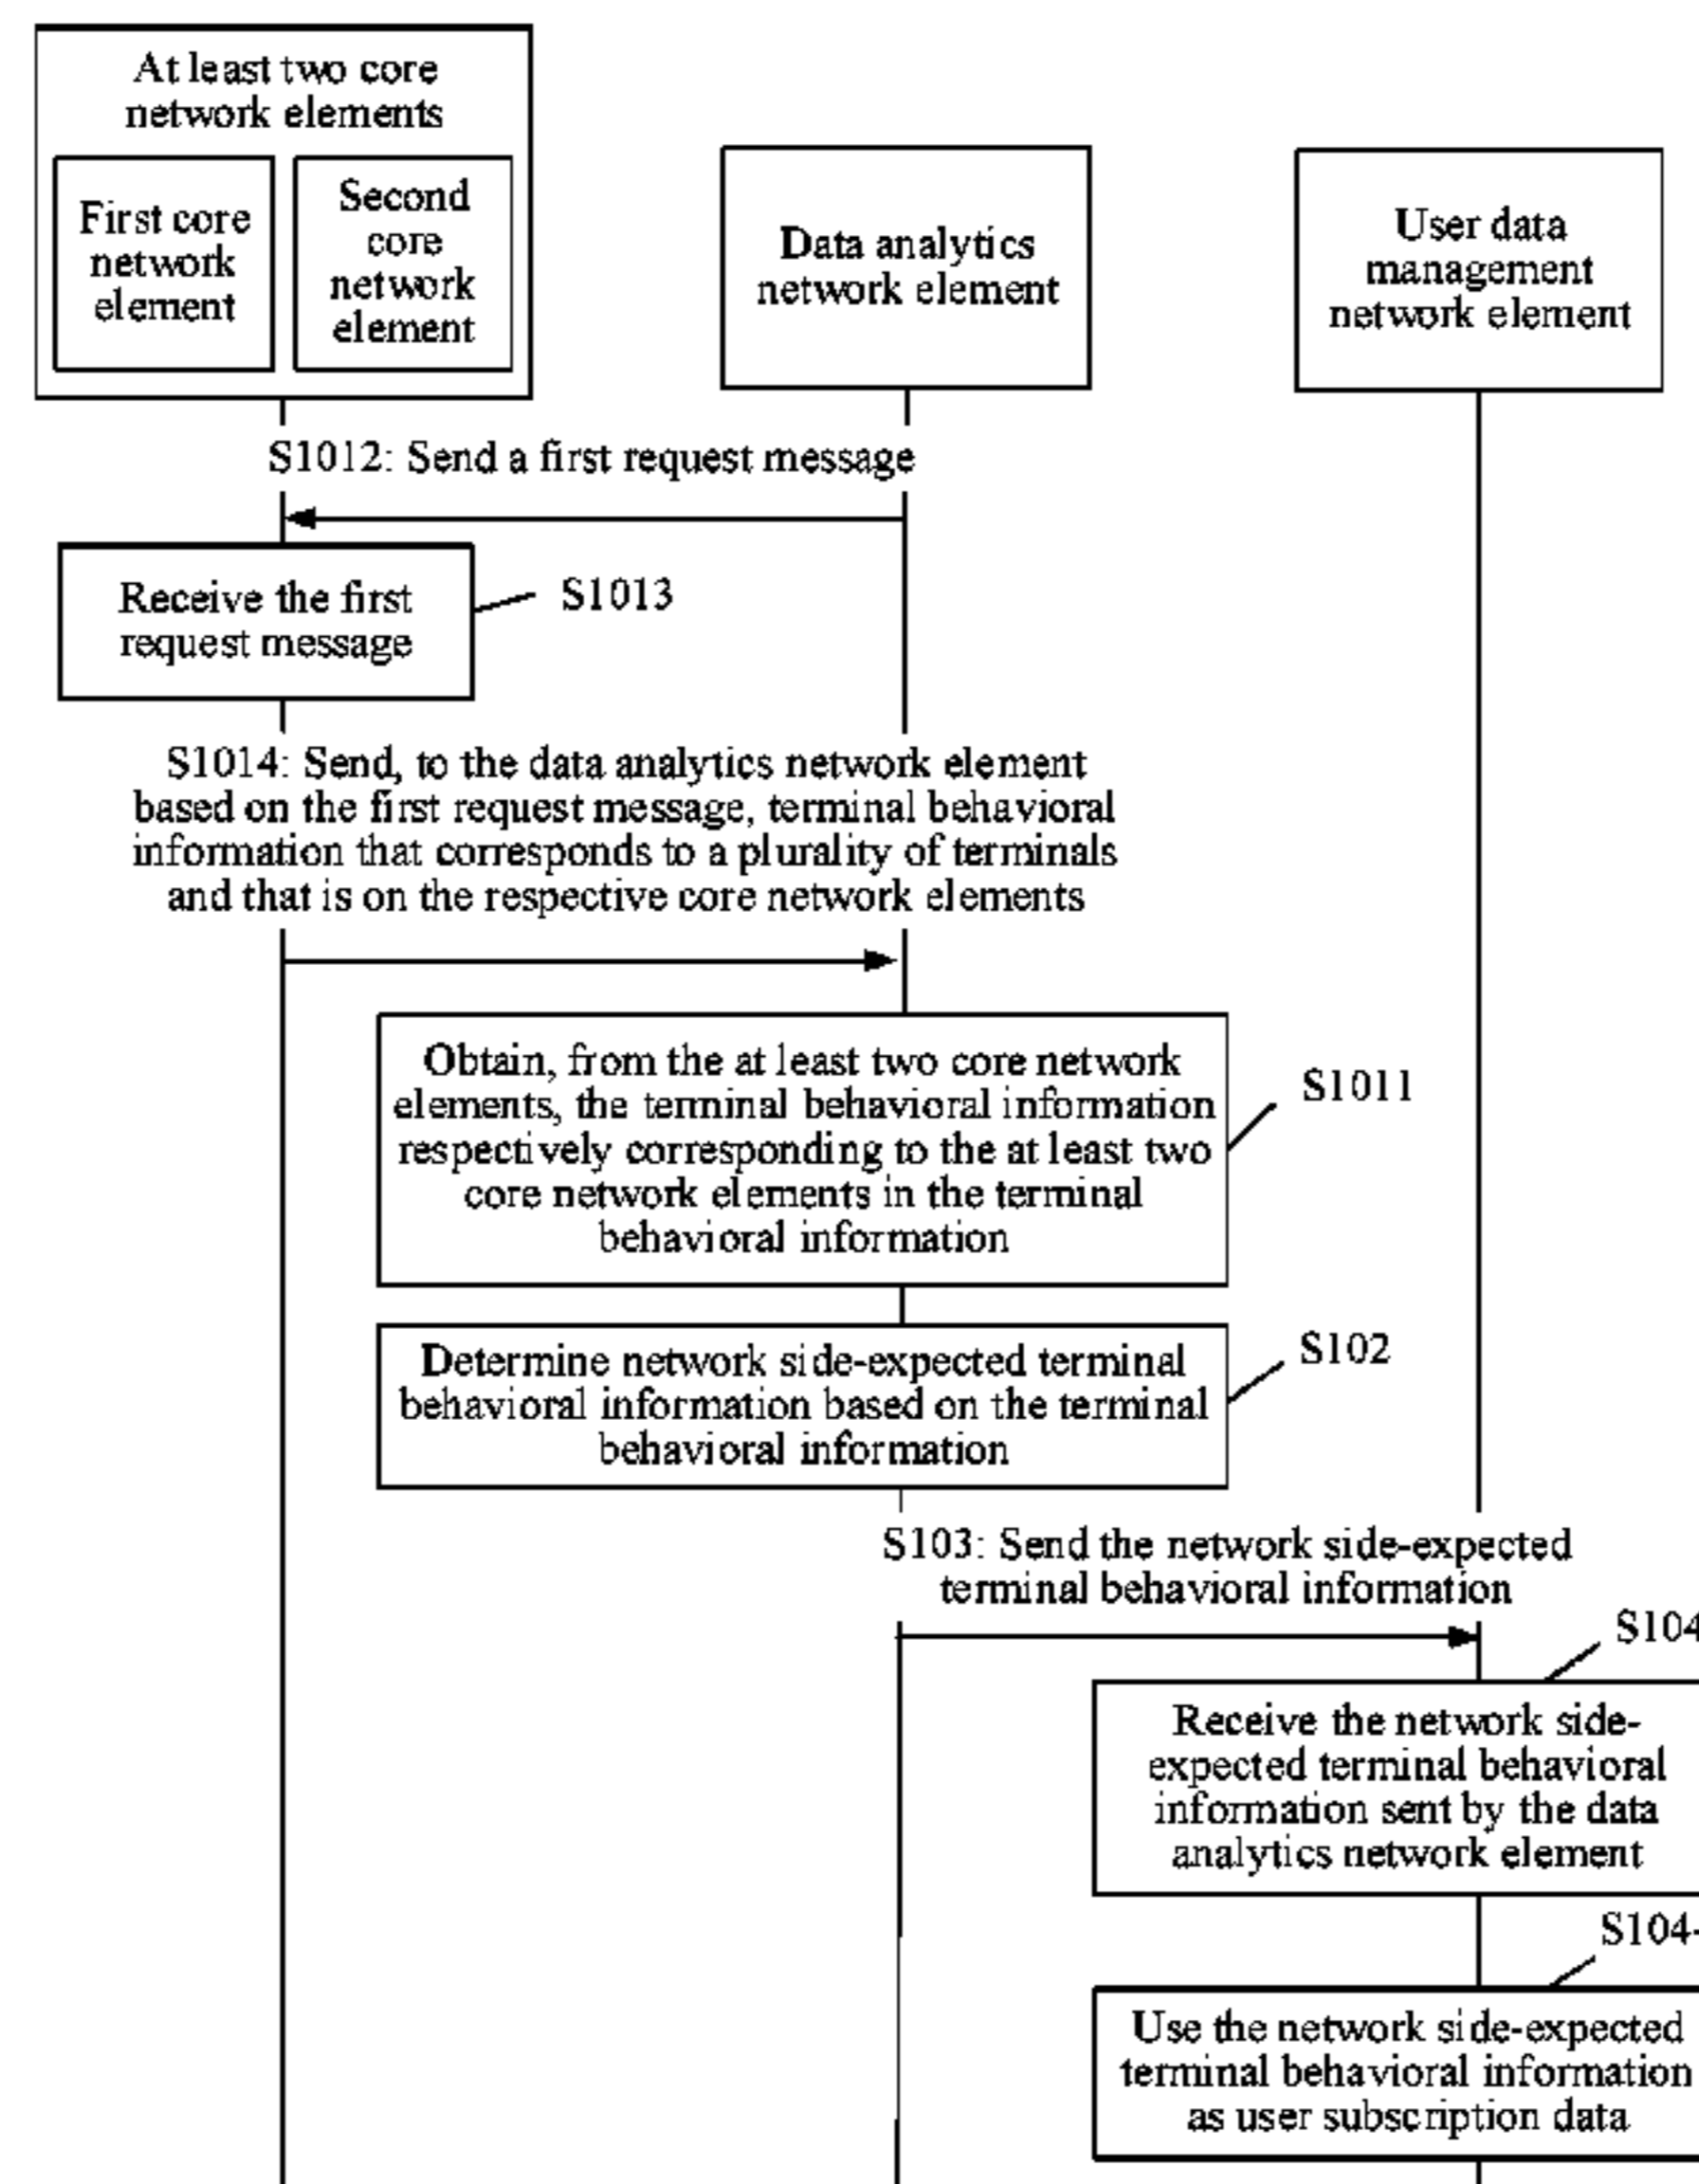 At least two core
network elements
First core
network
element
Second
core
network
element
Data analytics
network element
User data
management
network element
S1012: Send a first request message
Receive the first
request message
S1013
S1014: Send, to the data analytics network element
based on the first request message, terminal behavioral
information that corresponds to a plurality of terminals
and that is on the respective core network elements
Obtain, from the at least two core network
elements, the terminal behavioral information
respectively corresponding to the at least two
core network elements in the terminal
behavioral information
S1011
Determine network side-expected terminal
behavioral information based on the terminal
behavioral information
S102
S103: Send the network side-expected
terminal behavioral information
S104
Receive the network side-
expected terminal behavioral
information sent by the data
analytics network element
S104-
Use the network side-expected
terminal behavioral information
as user subscription data